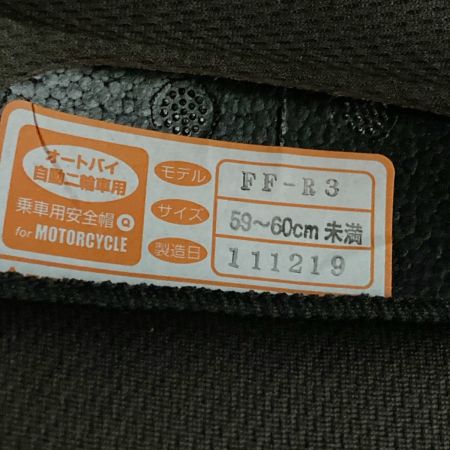 オートバイ
自動二輪車用
乗車用安全帽 Q
for MOTORCYCLE
モデル FF-R3
サイズ 59～60cm 未満
製造日 111219